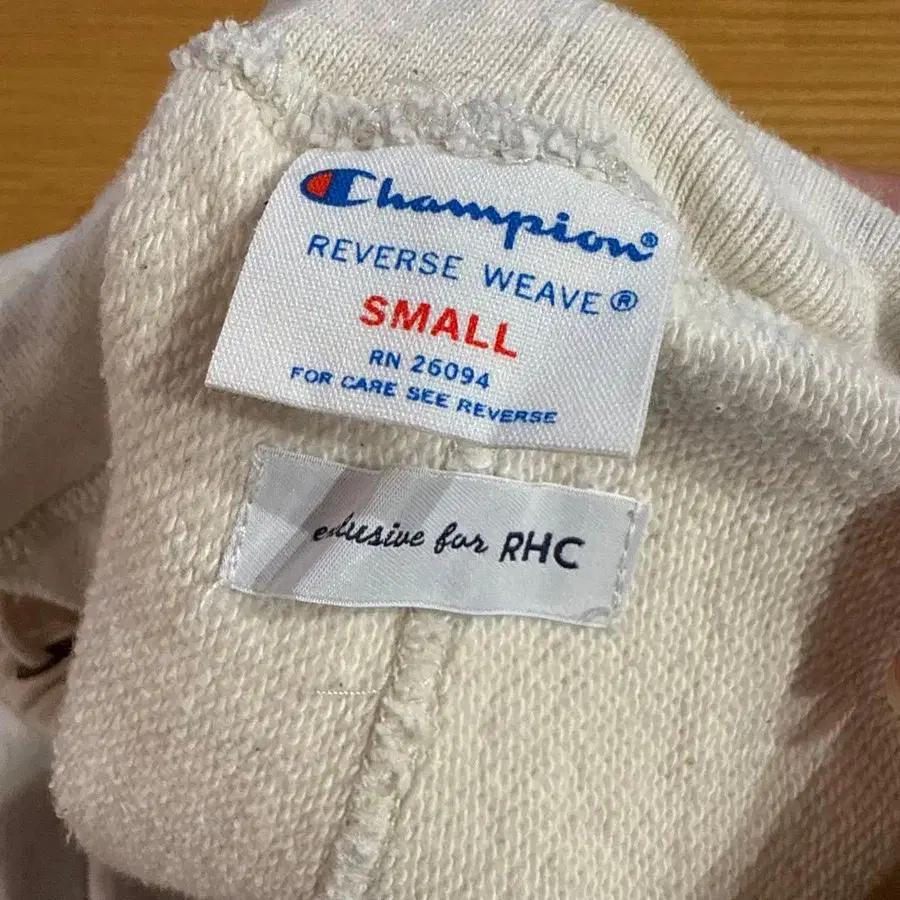 Champion®
REVERSE WEAVE®
SMALL
RN 26094
FOR CARE SEE REVERSE
exclusive for RHC